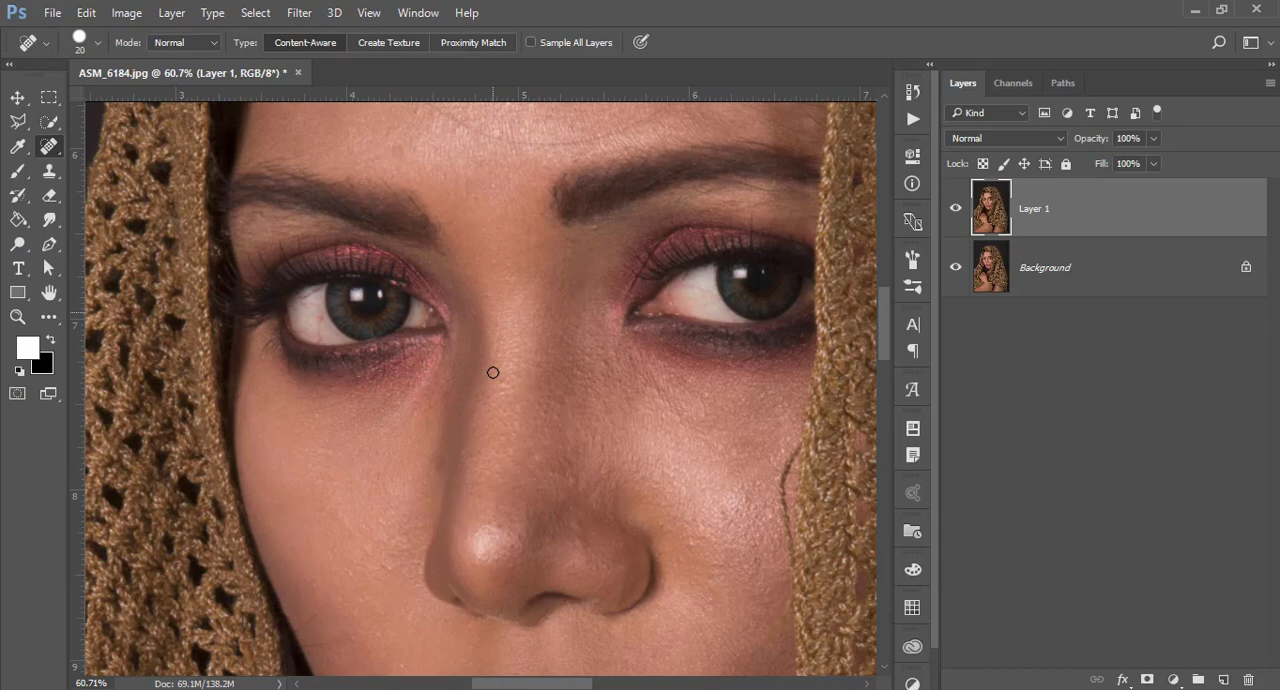 Ps File Edit Image Layer Type Select Filter 3D View Window Help
20 Mode: Normal Type: Content-Aware Create Texture Proximity Match Sample All Layers
ASM_6184.jpg @ 60.7% (Layer 1, RGB/8*) * ×
Layers Channels Paths
3 4 5 6 7
Kind
Normal Opacity: 100%
Lock: Fill: 100%
6
Layer 1
Background
7
8
9
60.71% Doc: 69.1M/138.2M
fx